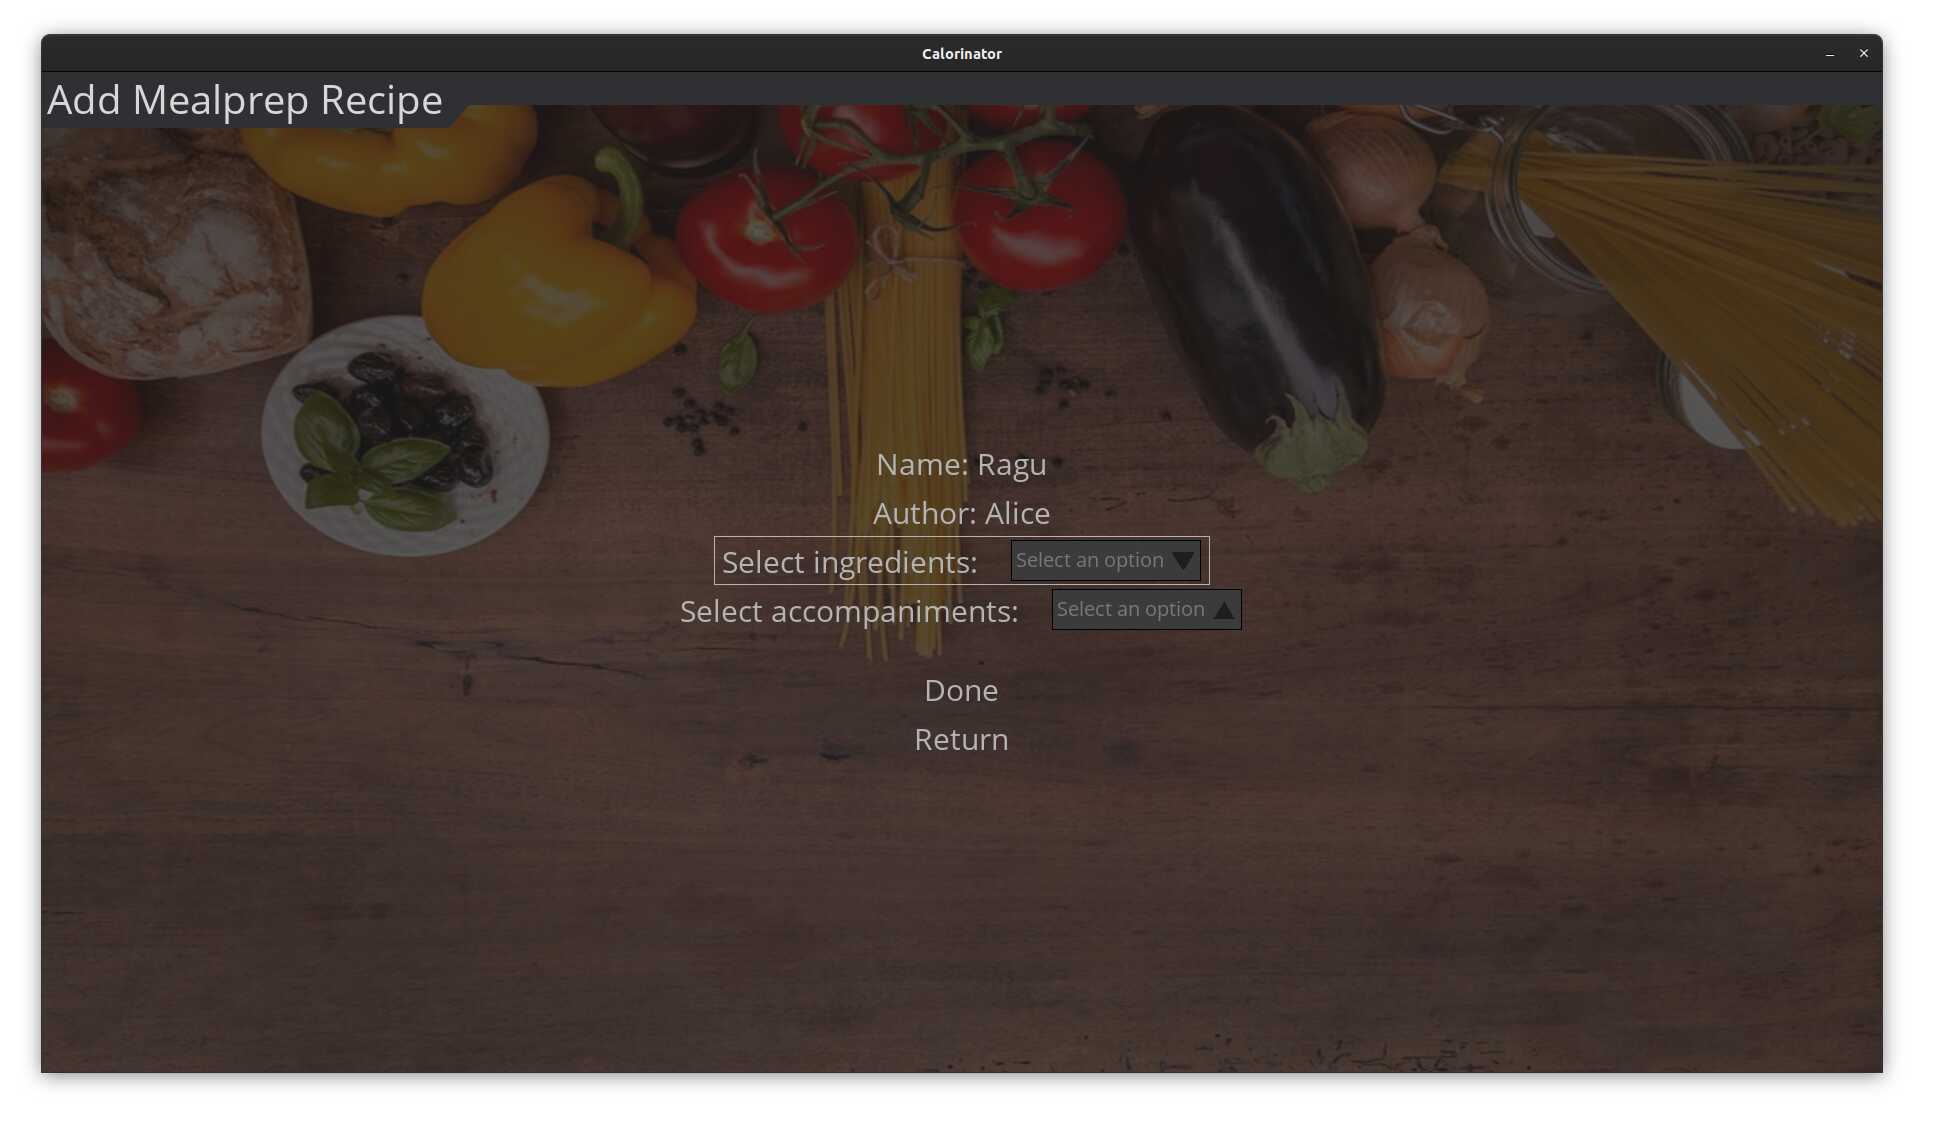 Calorinator
Add Mealprep Recipe
Name: Ragu
Author: Alice
Select ingredients: Select an option
Select accompaniments: Select an option
Done
Return